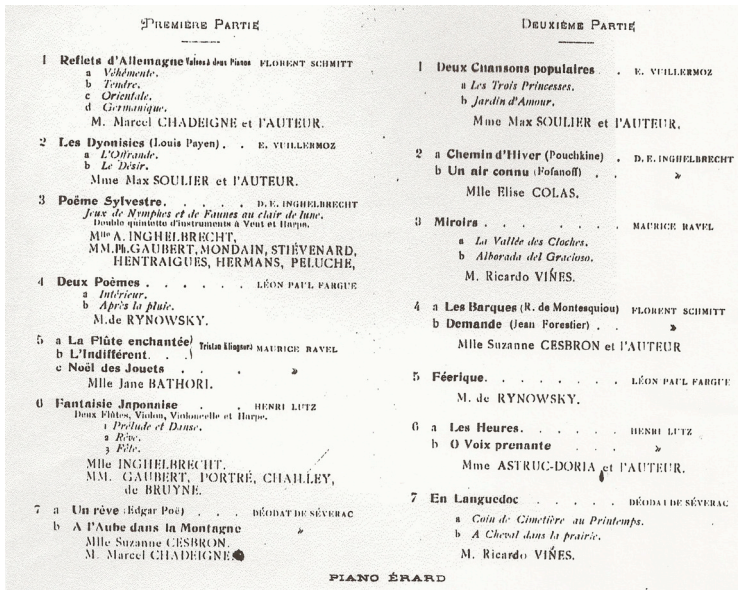 PREMIÈRE PARTIE
1 Reflets d'Allemagne Valses à deux Pianos FLORENT SCHMITT
a Véhémente.
b Tendre.
c Orientale.
d Germanique.
M. Marcel CHADEIGNE et l'AUTEUR.
2 Les Dyonisies (Louis Payen) . . E. VUILLERMOZ
a L'Offrande.
b Le Désir.
Mme Max SOULIER et l'AUTEUR.
3 Poëme Sylvestre. . . . . . D. E. INGHELBRECHT
Jeux de Nymphes et de Faunes au clair de lune.
Double quintette d'instruments à Vent et Harpe.
Mlle A. INGHELBRECHT,
MM. Ph. GAUBERT, MONDAIN, STIÉVENARD,
HENTRAIGUES, HERMANS, PELUCHE,
4 Deux Poëmes. . . . . . LÉON PAUL FARGUE
a Intérieur.
b Après la pluie.
M. de RYNOWSKY.
5 a La Flûte enchantée) Tristan Klingsor) MAURICE RAVEL
b L'Indifférent. . . )
c Noël des Jouets . . . »
Mlle Jane BATHORI.
6 Fantaisie Japonaise . . HENRI LUTZ
Deux Flûtes, Violon, Violoncelle et Harpe.
1 Prélude et Danse.
2 Rêve.
3 Fête.
Mlle INGHELBRECHT.
MM. GAUBERT, PORTRÉ, CHAILLEY,
de BRUYNE.
7 a Un rêve (Edgar Poë) . . . DÉODAT DE SÉVERAC
b A l'Aube dans la Montagne »
Mlle Suzanne CESBRON.
M. Marcel CHADEIGNE.
DEUXIÈME PARTIE
1 Deux Chansons populaires . . E. VUILLERMOZ
a Les Trois Princesses.
b Jardin d'Amour.
Mme Max SOULIER et l'AUTEUR.
2 a Chemin d'Hiver (Pouchkine) . D. E. INGHELBRECHT
b Un air connu (Fofanoff) . . »
Mlle Elise COLAS.
3 Miroirs . . . . . . . MAURICE RAVEL
a La Vallée des Cloches.
b Alborada del Gracioso.
M. Ricardo VIÑES.
4 a Les Barques (R. de Montesquiou) FLORENT SCHMITT
b Demande (Jean Forestier) . . »
Mlle Suzanne CESBRON et l'AUTEUR
5 Féerique. . . . . . . LÉON PAUL FARGUE
M. de RYNOWSKY.
6 a Les Heures. . . . . . HENRI LUTZ
b O Voix prenante . . . »
Mme ASTRUC-DORIA et l'AUTEUR.
7 En Languedoc . . . . . DÉODAT DE SÉVERAC
a Coin de Cimetière au Printemps.
b A Cheval dans la prairie.
M. Ricardo VIÑES.
PIANO ÉRARD